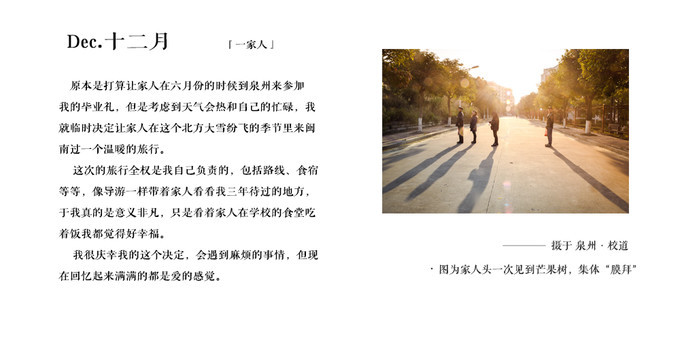 Dec.十二月
「一家人」
原本是打算让家人在六月份的时候到泉州来参加
我的毕业礼，但是考虑到天气会热和自己的忙碌，我
就临时决定让家人在这个北方大雪纷飞的季节里来闽
南过一个温暖的旅行。
这次的旅行全权是我自己负责的，包括路线、食宿
等等，像导游一样带着家人看看我三年待过的地方，
于我真的是意义非凡，只是看着家人在学校的食堂吃
着饭我都觉得好幸福。
我很庆幸我的这个决定，会遇到麻烦的事情，但现
在回忆起来满满的都是爱的感觉。
——— 摄于 泉州 · 校道
· 图为家人头一次见到芒果树，集体“膜拜”